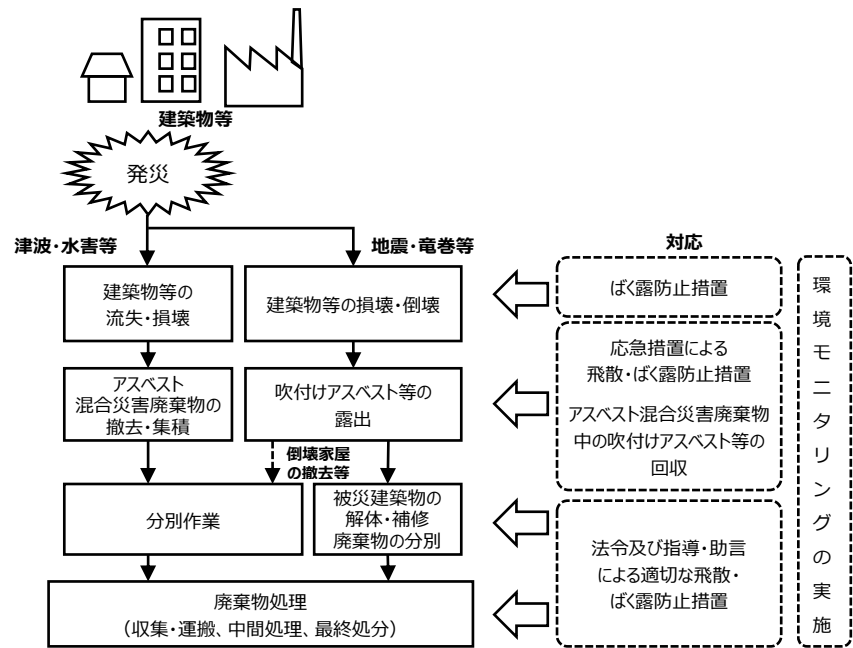 建築物等
発災
津波・水害等
地震・竜巻等
建築物等の
流失・損壊
建築物等の損壊・倒壊
アスベスト
混合災害廃棄物の
撤去・集積
吹付けアスベスト等の
露出
倒壊家屋
の撤去等
分別作業
被災建築物の
解体・補修
廃棄物の分別
廃棄物処理
（収集・運搬、中間処理、最終処分）
対応
ばく露防止措置
応急措置による
飛散・ばく露防止措置
アスベスト混合災害廃棄物
中の吹付けアスベスト等の
回収
法令及び指導・助言
による適切な飛散・
ばく露防止措置
環境モニタリングの実施